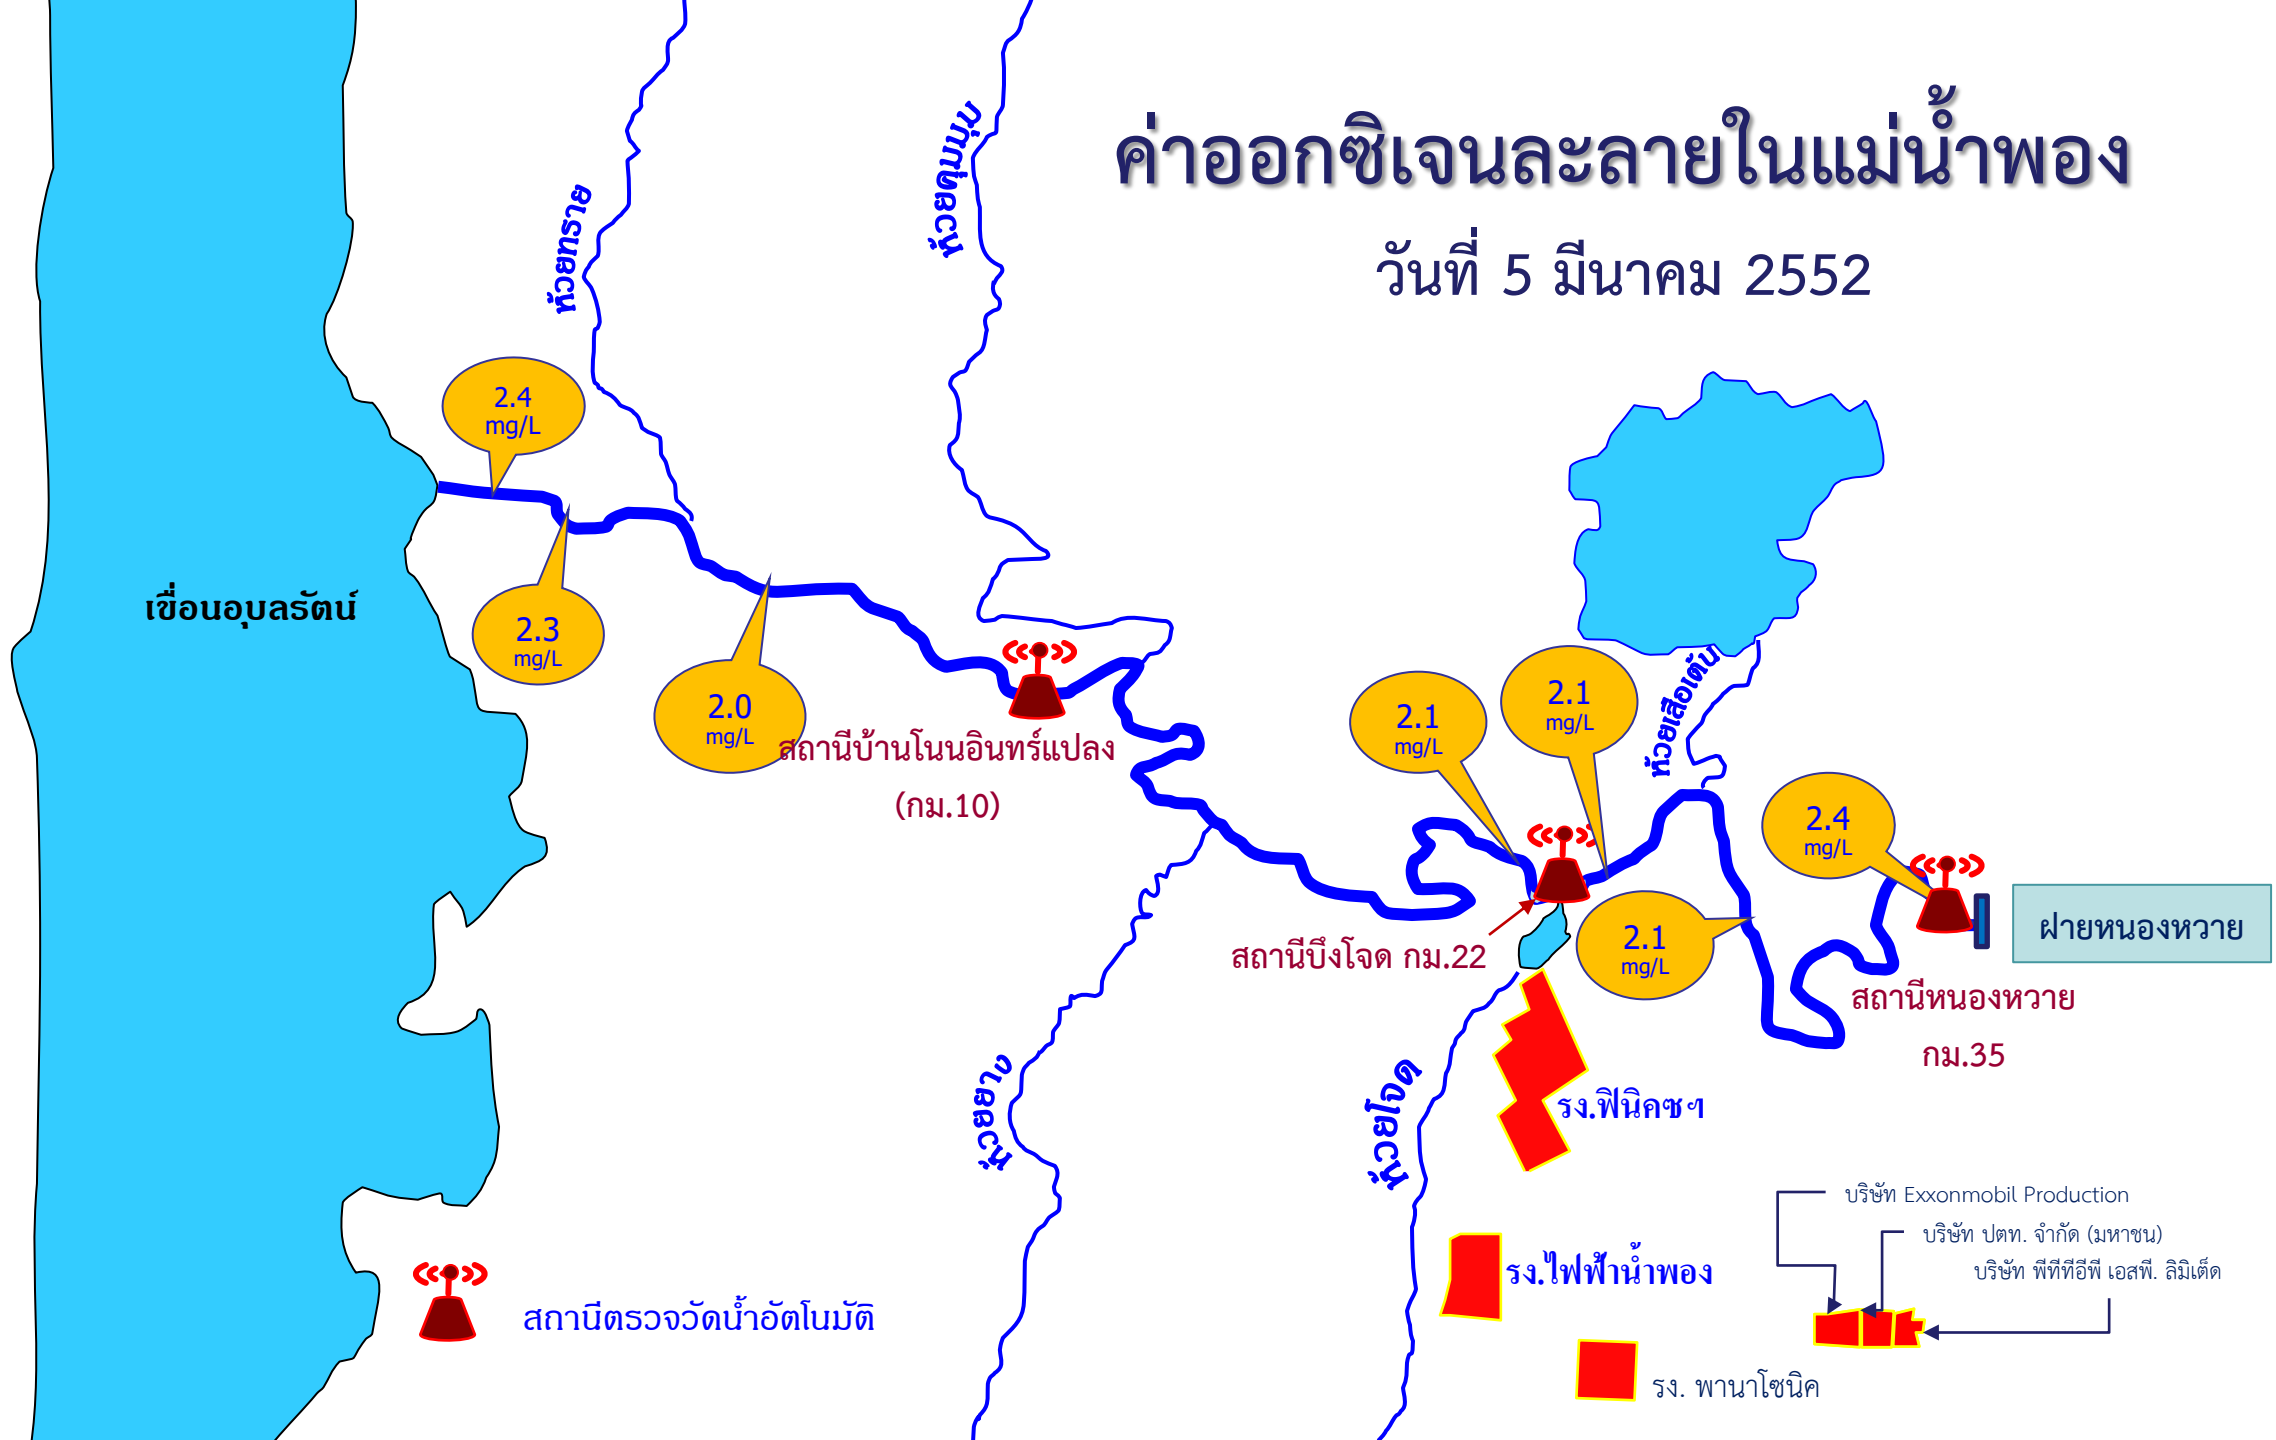 ค่าออกซิเจนละลายในแม่น้ำพอง
วันที่ 5 มีนาคม 2552
ห้วยทราย
ห้วยคุมมุม
2.4
mg/L
เขื่อนอุบลรัตน์
2.3
mg/L
2.0
mg/L
สถานีบ้านโนนอินทร์แปลง
(กม.10)
2.1
mg/L
2.1
mg/L
ห้วยเสือเต้น
2.4
mg/L
2.1
mg/L
ฝายหนองหวาย
สถานีบึงโจด กม.22
สถานีหนองหวาย
กม.35
ห้วยยาง
ห้วยโจด
รง.ฟินิคซฯ
บริษัท Exxonmobil Production
บริษัท ปตท. จำกัด (มหาชน)
บริษัท พีทีทีอีพี เอสพี. ลิมิเต็ด
รง.ไฟฟ้าน้ำพอง
สถานีตรวจวัดน้ำอัตโนมัติ
รง. พานาโซนิค